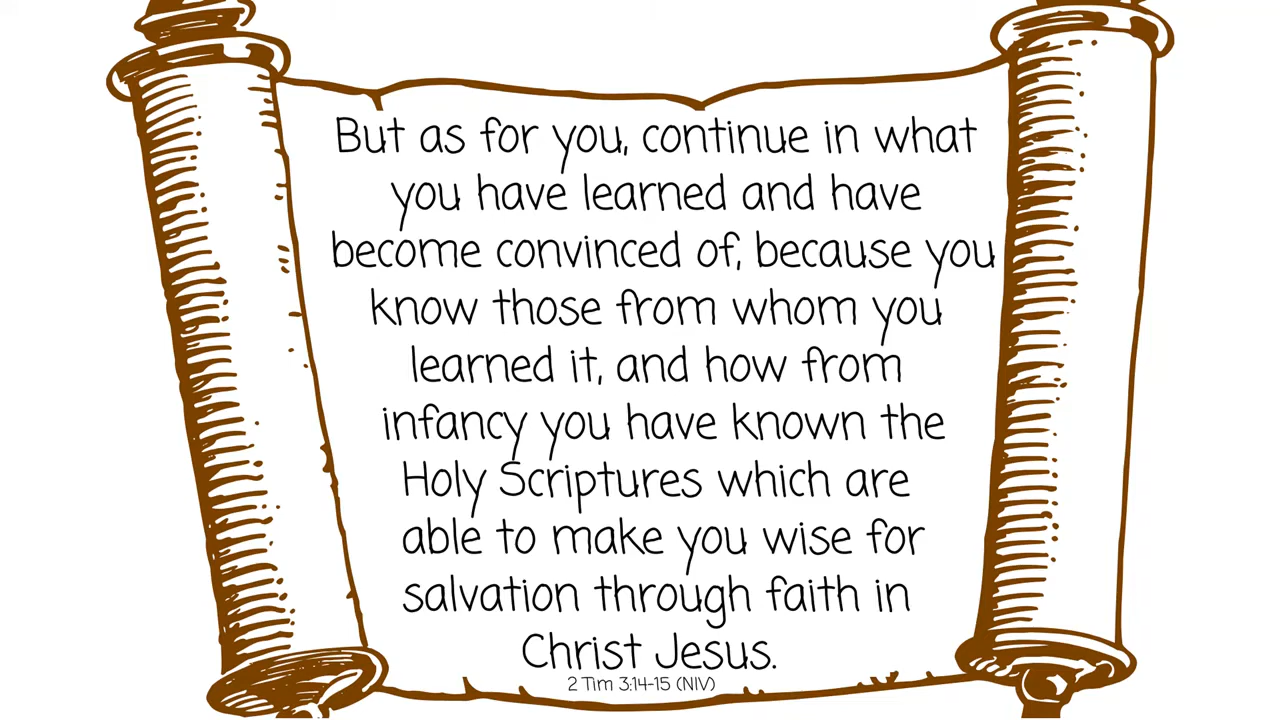 But as for you, continue in what
you have learned and have
become convinced of, because you
know those from whom you
learned it, and how from
infancy you have known the
Holy Scriptures which are
able to make you wise for
salvation through faith in
Christ Jesus.
2 Tim 3:14-15 (NIV)